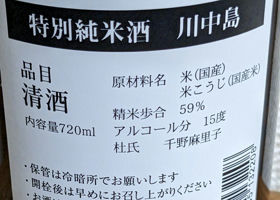 特別純米酒 川中島
品目
清酒
内容量720ml
原材料名 米(国産)
米こうじ(国産米)
精米歩合 59%
アルコール分 15度
杜氏 千野麻里子
・保管は冷暗所でお願いします
・開栓後は早めにお召し上がりください